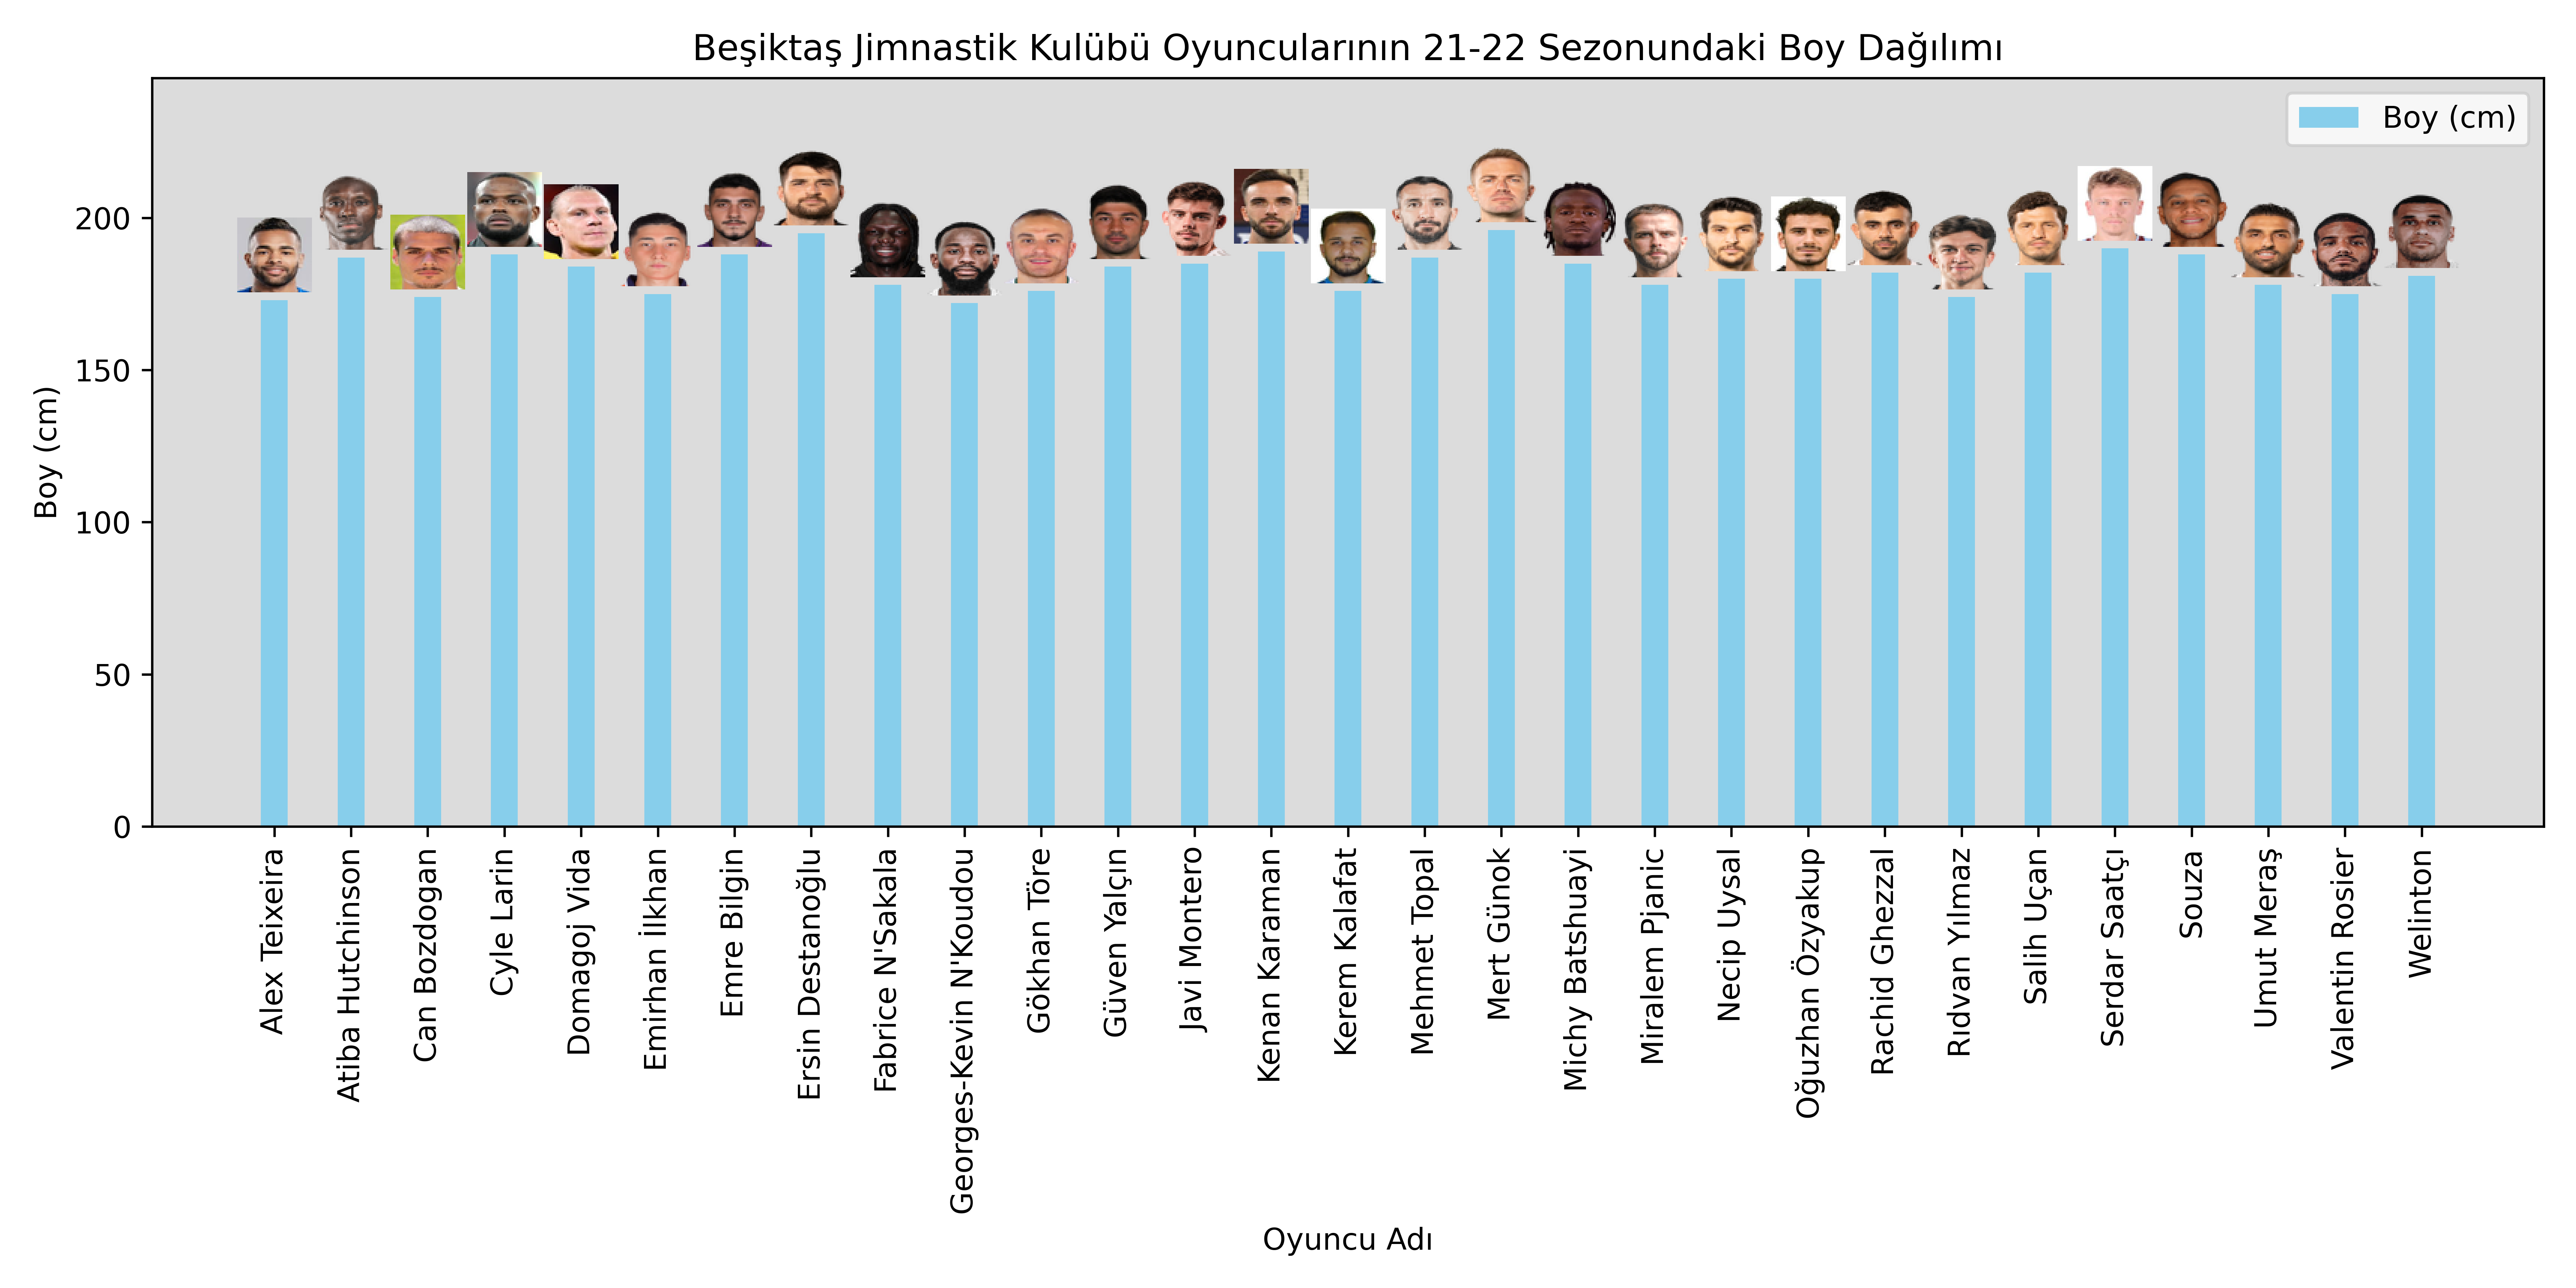 Beşiktaş Jimnastik Kulübü Oyuncularının 21-22 Sezonundaki Boy Dağılımı
Boy (cm)
Boy (cm)
200
150
100
50
0
Alex Teixeira
Atiba Hutchinson
Can Bozdogan
Cyle Larin
Domagoj Vida
Emirhan İlkhan
Emre Bilgin
Ersin Destanoğlu
Fabrice N'Sakala
Georges-Kevin N'Koudou
Gökhan Töre
Güven Yalçın
Javi Montero
Kenan Karaman
Kerem Kalafat
Mehmet Topal
Mert Günok
Michy Batshuayi
Miralem Pjanic
Necip Uysal
Oğuzhan Özyakup
Rachid Ghezzal
Rıdvan Yılmaz
Salih Uçan
Serdar Saatçı
Souza
Umut Meraş
Valentin Rosier
Welinton
Oyuncu Adı